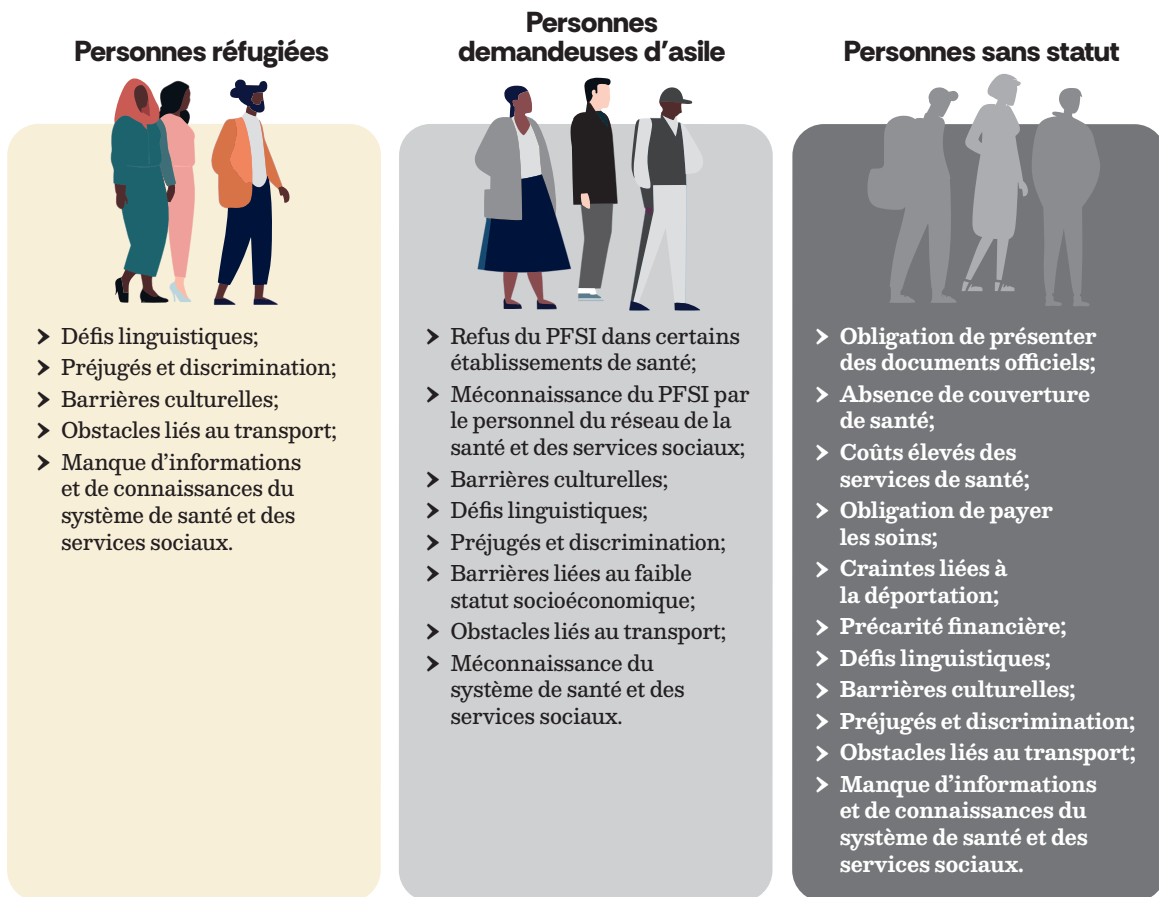 Personnes réfugiées
> Défis linguistiques;
> Préjugés et discrimination;
> Barrières culturelles;
> Obstacles liés au transport;
> Manque d'informations
et de connaissances du
système de santé et des
services sociaux.
Personnes
demandeuses d'asile
> Refus du PFSI dans certains
établissements de santé;
> Méconnaissance du PFSI par
le personnel du réseau de la
santé et des services sociaux;
> Barrières culturelles;
> Défis linguistiques;
> Préjugés et discrimination;
> Barrières liées au faible
statut socioéconomique;
> Obstacles liés au transport;
> Méconnaissance du
système de santé et des
services sociaux.
Personnes sans statut
> Obligation de présenter
des documents officiels;
> Absence de couverture
de santé;
> Coûts élevés des
services de santé;
> Obligation de payer
les soins;
> Craintes liées à
la déportation;
> Précarité financière;
> Défis linguistiques;
> Barrières culturelles;
> Préjugés et discrimination;
> Obstacles liés au transport;
> Manque d'informations
et de connaissances du
système de santé et des
services sociaux.